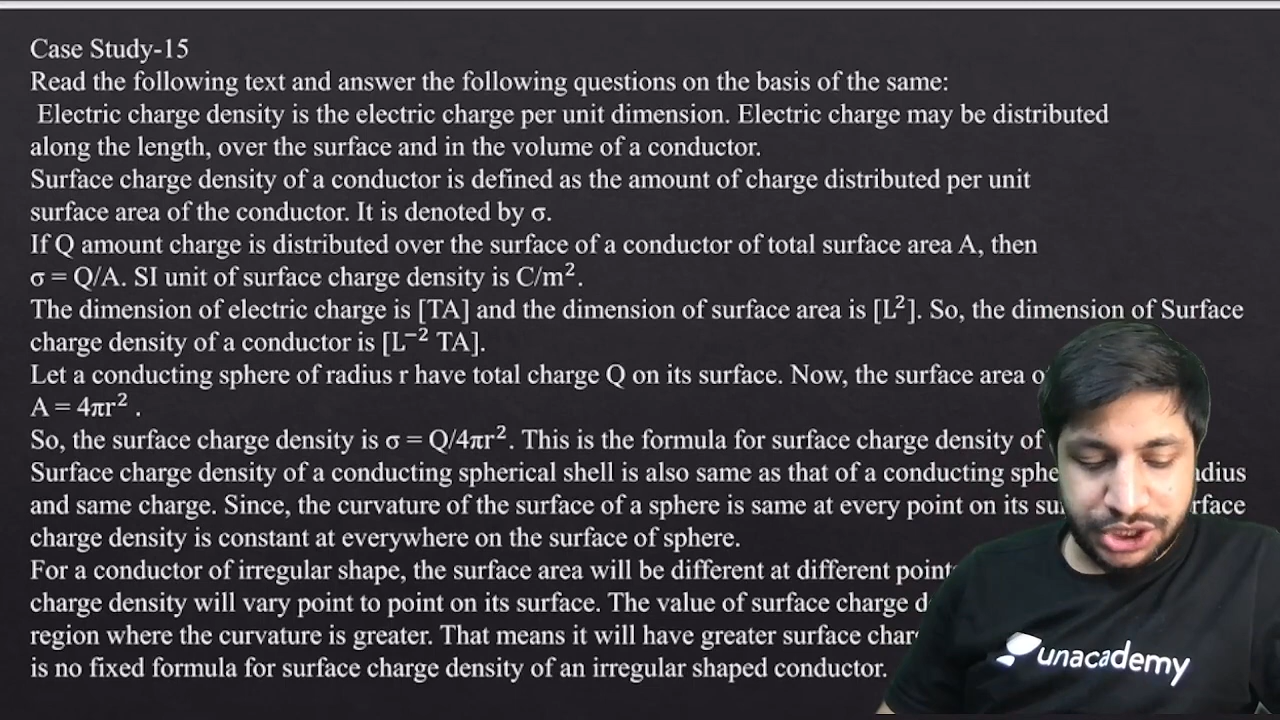 Case Study-15
Read the following text and answer the following questions on the basis of the same:
Electric charge density is the electric charge per unit dimension. Electric charge may be distributed
along the length, over the surface and in the volume of a conductor.
Surface charge density of a conductor is defined as the amount of charge distributed per unit
surface area of the conductor. It is denoted by σ.
If Q amount charge is distributed over the surface of a conductor of total surface area A, then
σ = Q/A. SI unit of surface charge density is C/m².
The dimension of electric charge is [TA] and the dimension of surface area is [L²]. So, the dimension of Surface
charge density of a conductor is [L⁻² TA].
Let a conducting sphere of radius r have total charge Q on its surface. Now, the surface area
A = 4πr² .
So, the surface charge density is σ = Q/4πr². This is the formula for surface charge density of
Surface charge density of a conducting spherical shell is also same as that of a conducting
and same charge. Since, the curvature of the surface of a sphere is same at every point on its
charge density is constant at everywhere on the surface of sphere.
For a conductor of irregular shape, the surface area will be different at different
charge density will vary point to point on its surface. The value of surface charge
region where the curvature is greater. That means it will have greater surface
is no fixed formula for surface charge density of an irregular shaped conductor.
unacademy